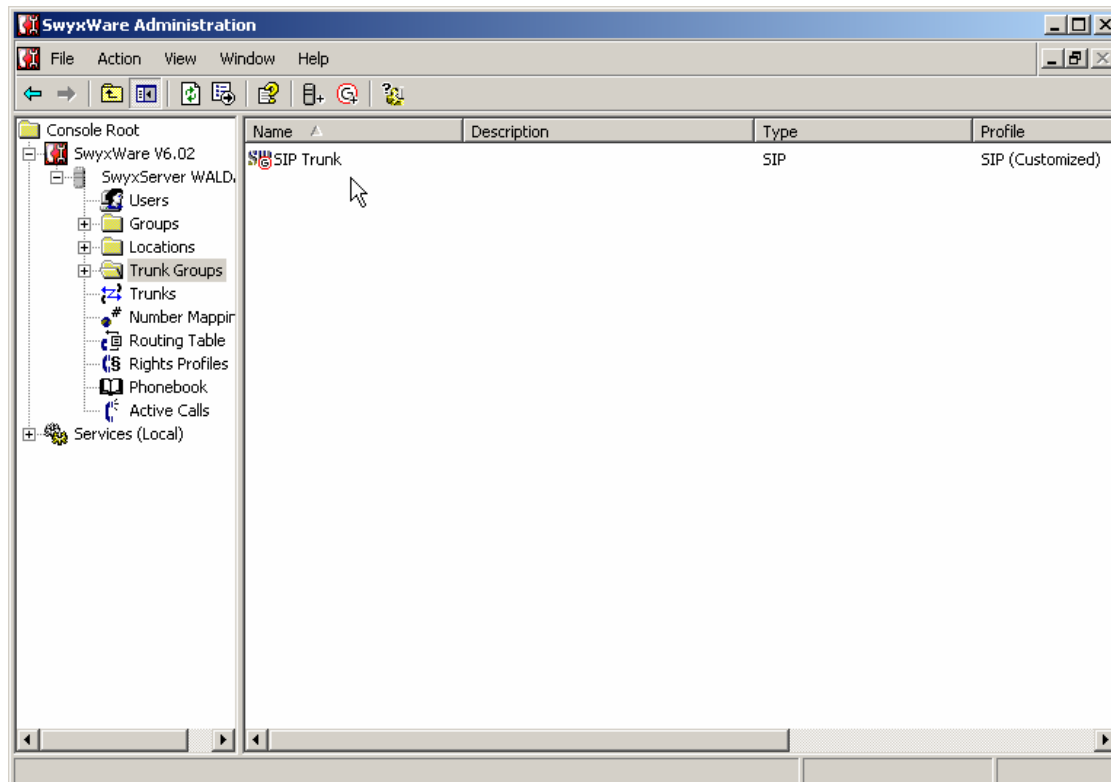 SwyxWare Administratio
File Action View Window Help
Console Root
SwyxWare V6.02
SwyxServer WALD
Users
Groups
Locations
Trunk Groups
Trunks
Number Mappin
Routing Table
Rights Profiles
Phonebook
Active Calls
Services (Local)
Name Description Type Profile
SIP Trunk SIP SIP (Customized)